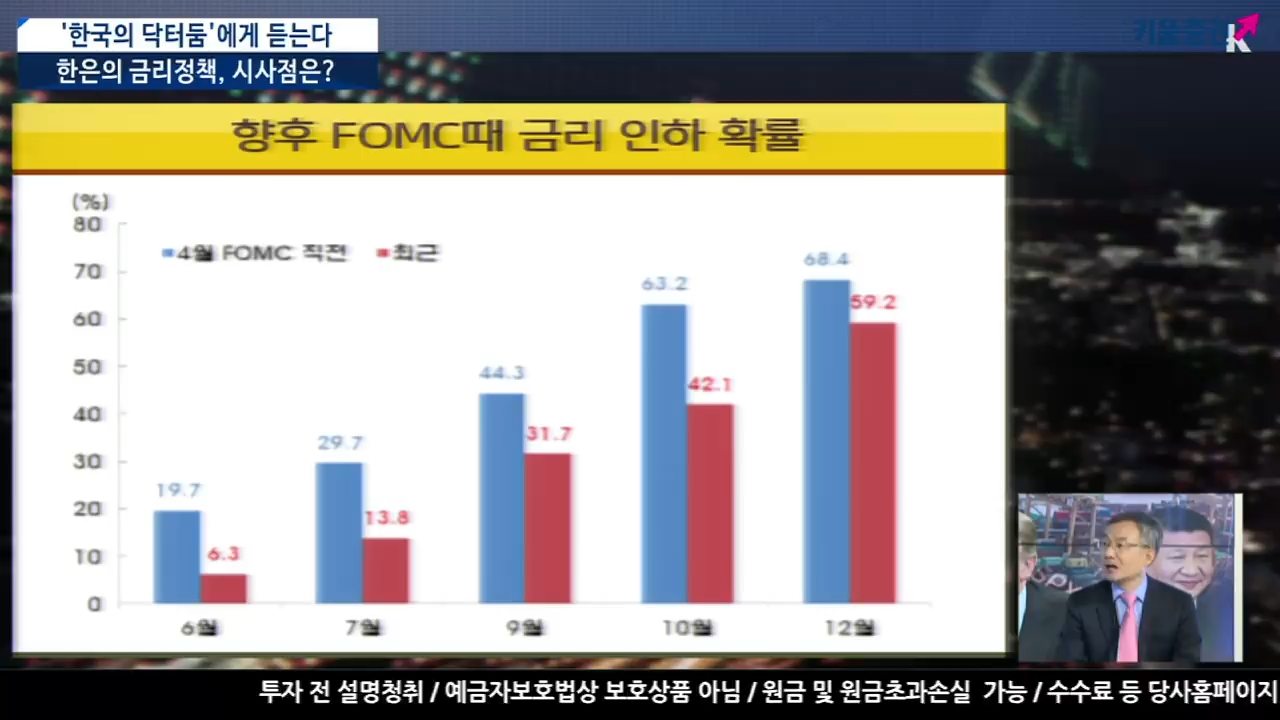 '한국의 닥터둠'에게 듣는다
한은의 금리정책, 시사점은?
키움증권
향후 FOMC때 금리 인하 확률
(%)
80
70
60
50
40
30
20
10
0
4월 FOMC 직전
최근
19.7
6.3
29.7
13.8
44.3
31.7
63.2
42.1
68.4
59.2
6월
7월
9월
10월
12월
투자 전 설명청취 / 예금자보호법상 보호상품 아님 / 원금 및 원금초과손실 가능 / 수수료 등 당사홈페이지